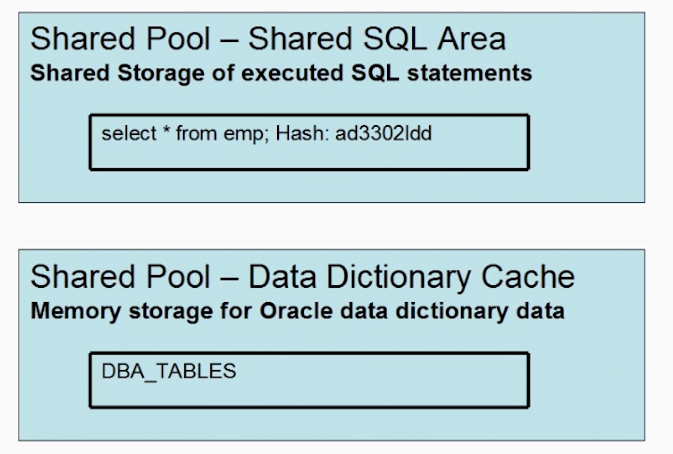 Shared Pool – Shared SQL Area
Shared Storage of executed SQL statements
select * from emp; Hash: ad3302ldd
Shared Pool – Data Dictionary Cache
Memory storage for Oracle data dictionary data
DBA_TABLES